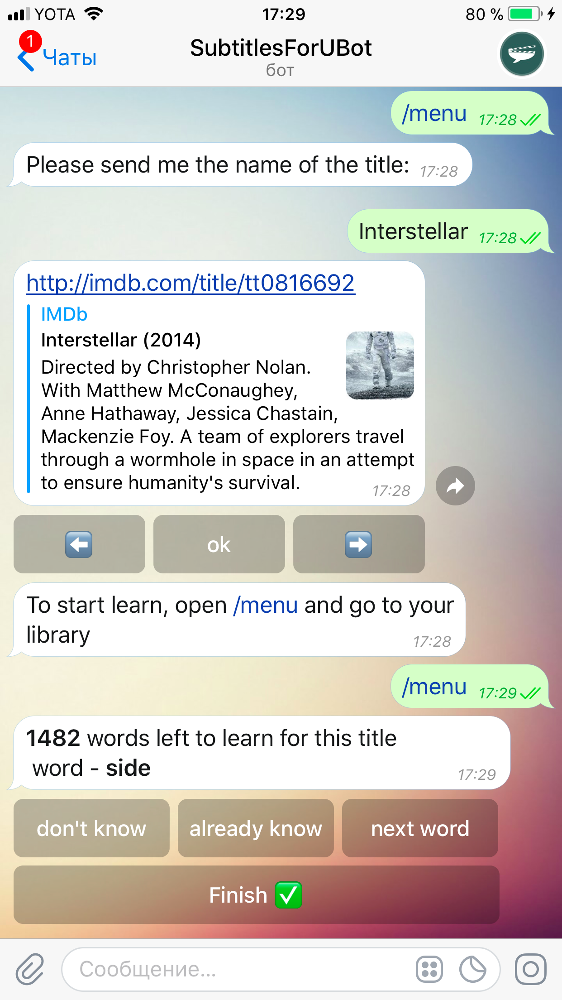 YOTA 17:29 80 %
1
Чаты SubtitlesForUBot
бот
/menu 17:28
Please send me the name of the title: 17:28
Interstellar 17:28
http://imdb.com/title/tt0816692
IMDb
Interstellar (2014)
Directed by Christopher Nolan.
With Matthew McConaughey,
Anne Hathaway, Jessica Chastain,
Mackenzie Foy. A team of explorers travel
through a wormhole in space in an attempt
to ensure humanity's survival. 17:28
ok
To start learn, open /menu and go to your
library 17:28
/menu 17:29
1482 words left to learn for this title
word - side 17:29
don't know already know next word
Finish
Сообщение...